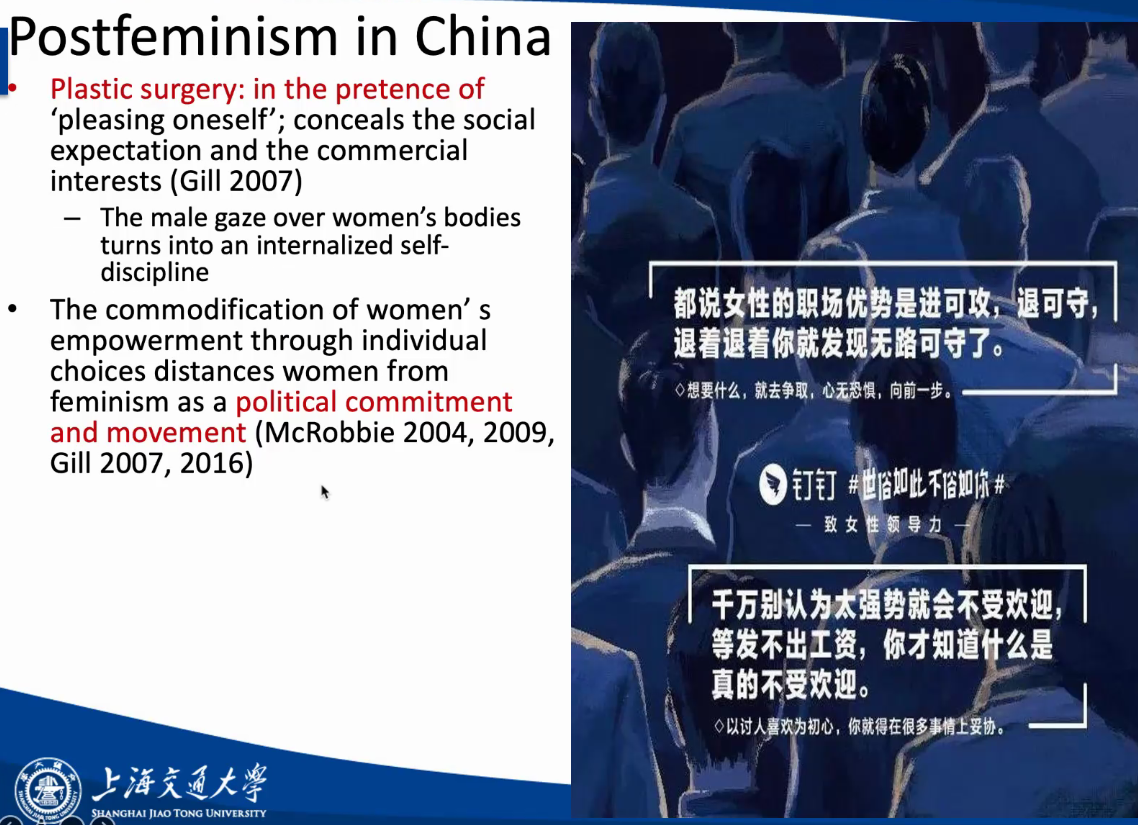 Postfeminism in China
• Plastic surgery: in the pretence of
‘pleasing oneself’; conceals the social
expectation and the commercial
interests (Gill 2007)
– The male gaze over women’s bodies
turns into an internalized self-
discipline
• The commodification of women’ s
empowerment through individual
choices distances women from
feminism as a political commitment
and movement (McRobbie 2004, 2009,
Gill 2007, 2016)
都说女性的职场优势是进可攻，退可守，
退着退着你就发现无路可守了。
◇想要什么，就去争取，心无恐惧，向前一步。
钉钉 #世俗如此不俗如你#
— 致女性领导力 —
千万别认为太强势就会不受欢迎，
等发不出工资，你才知道什么是
真的不受欢迎。
◇以讨人喜欢为初心，你就得在很多事情上妥协。
上海交通大学
SHANGHAI JIAO TONG UNIVERSITY